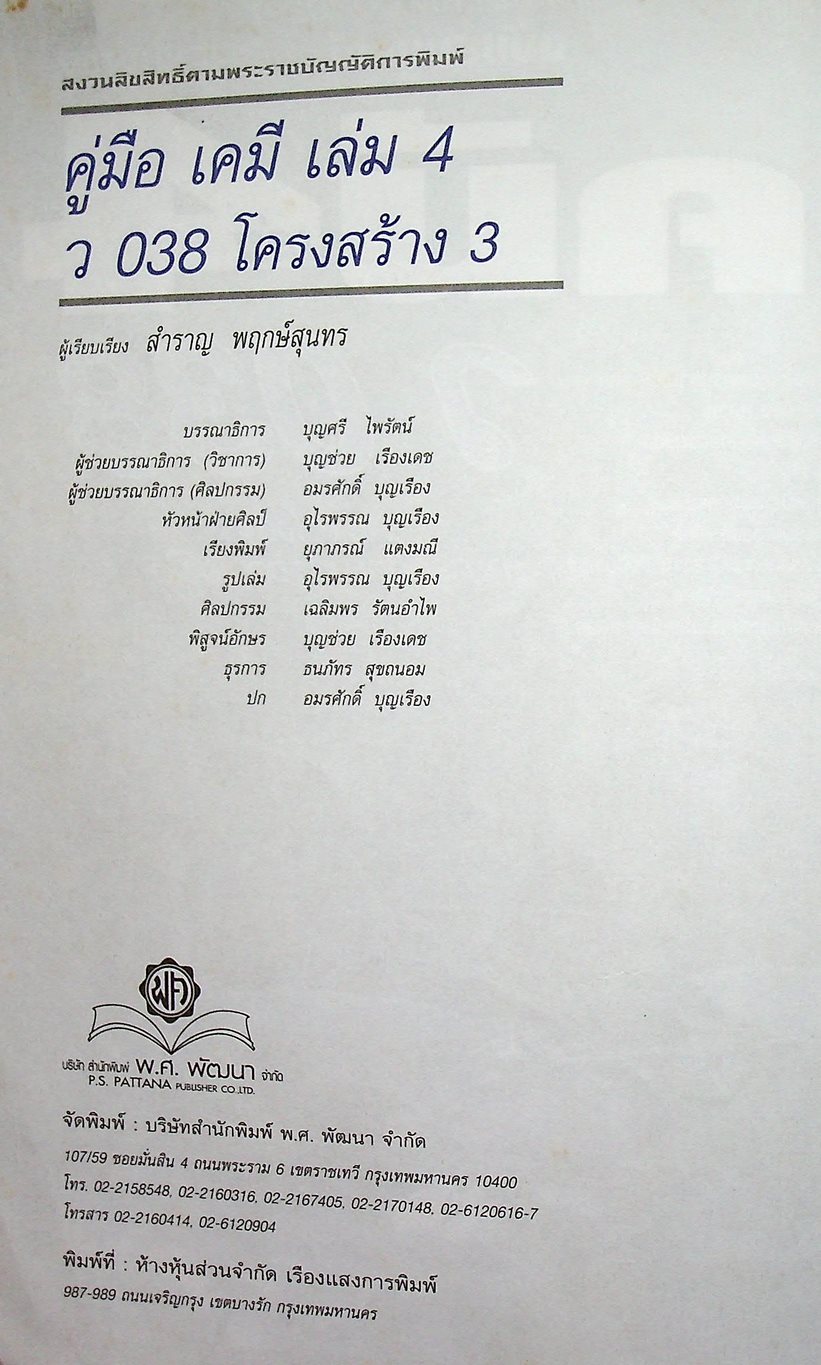 สงวนลิขสิทธิ์ตามพระราชบัญญัติการพิมพ์
คู่มือ เคมี เล่ม 4
ว 038 โครงสร้าง 3
ผู้เรียบเรียง สำราญ พฤกษ์สุนทร
บรรณาธิการ บุญศรี ไพรัตน์
ผู้ช่วยบรรณาธิการ (วิชาการ) บุญช่วย เรืองเดช
ผู้ช่วยบรรณาธิการ (ศิลปกรรม) อมรศักดิ์ บุญเรือง
หัวหน้าฝ่ายศิลป์ อุไรพรรณ บุญเรือง
เรียงพิมพ์ ยุภาภรณ์ แตงมณี
รูปเล่ม อุไรพรรณ บุญเรือง
ศิลปกรรม เฉลิมพร รัตนอำไพ
พิสูจน์อักษร บุญช่วย เรืองเดช
ธุรการ ธนภัทร สุขถนอม
ปก อมรศักดิ์ บุญเรือง
พศ
บริษัท สำนักพิมพ์ พ.ศ. พัฒนา จำกัด
P.S. PATTANA PUBLISHER CO.,LTD.
จัดพิมพ์ : บริษัทสำนักพิมพ์ พ.ศ. พัฒนา จำกัด
107/59 ซอยมั่นสิน 4 ถนนพระราม 6 เขตราชเทวี กรุงเทพมหานคร 10400
โทร. 02-2158548, 02-2160316, 02-2167405, 02-2170148, 02-6120616-7
โทรสาร 02-2160414, 02-6120904
พิมพ์ที่ : ห้างหุ้นส่วนจำกัด เรืองแสงการพิมพ์
987-989 ถนนเจริญกรุง เขตบางรัก กรุงเทพมหานคร